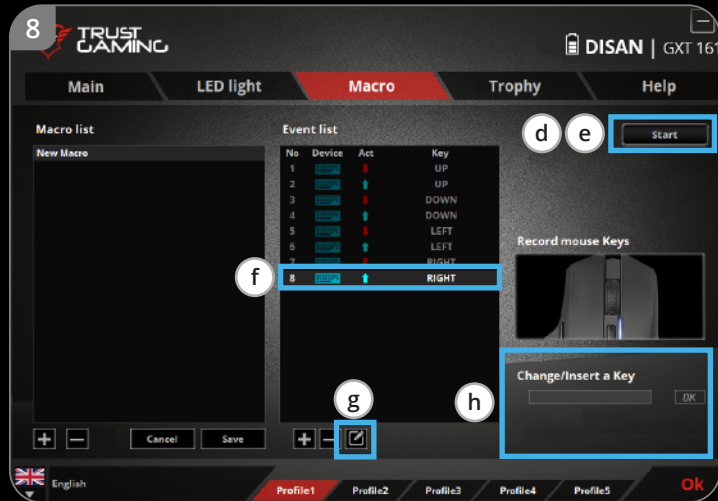 8
TRUST
GAMING
DISAN | GXT 161
Main LED light Macro Trophy Help
Macro list
New Macro
Event list
No Device Act Key
1 UP
2 UP
3 DOWN
4 DOWN
5 LEFT
6 LEFT
7 RIGHT
8 RIGHT
f
g
d e
Start
Record mouse Keys
h
Change/Insert a Key
OK
Cancel Save
English
Profile1 Profile2 Profile3 Profile4 Profile5
Ok